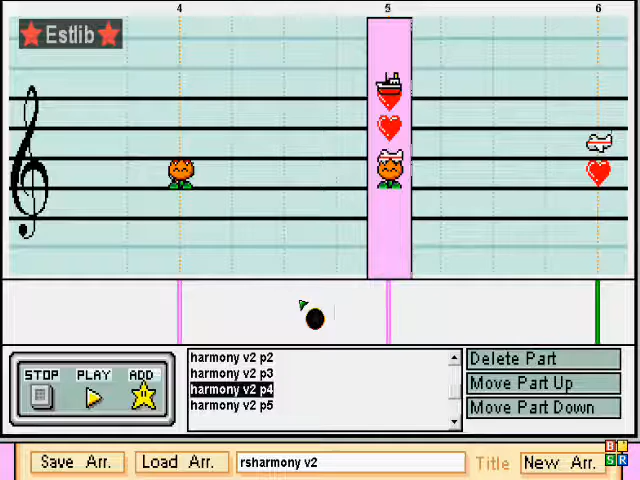 4 5 6
Estlib
STOP PLAY ADD
harmony v2 p2
harmony v2 p3
harmony v2 p4
harmony v2 p5
Delete Part
Move Part Up
Move Part Down
Save Arr. Load Arr. rsharmony v2 Title New Arr.
B T
S R